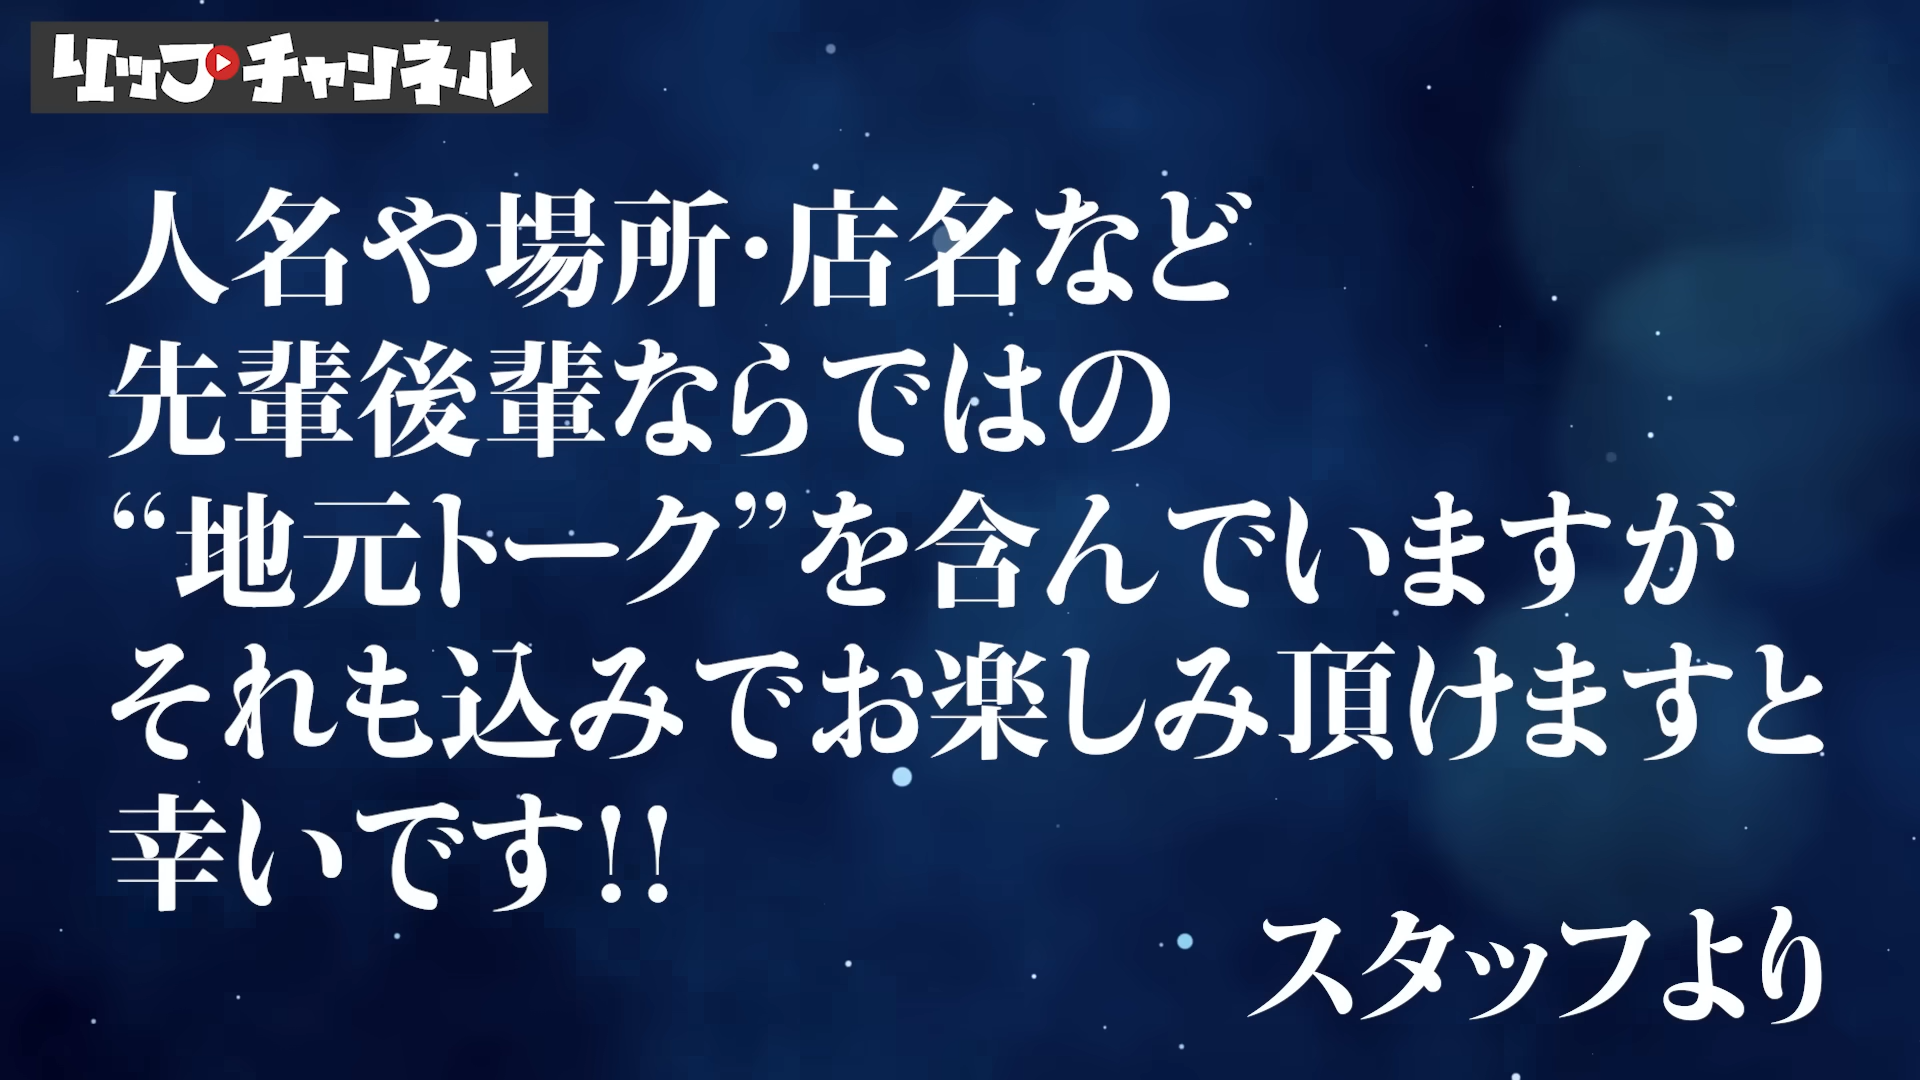 リップチャンネル
人名や場所・店名など
先輩後輩ならではの
“地元トーク”を含んでいますが
それも込みでお楽しみ頂けますと
幸いです!!
スタッフより